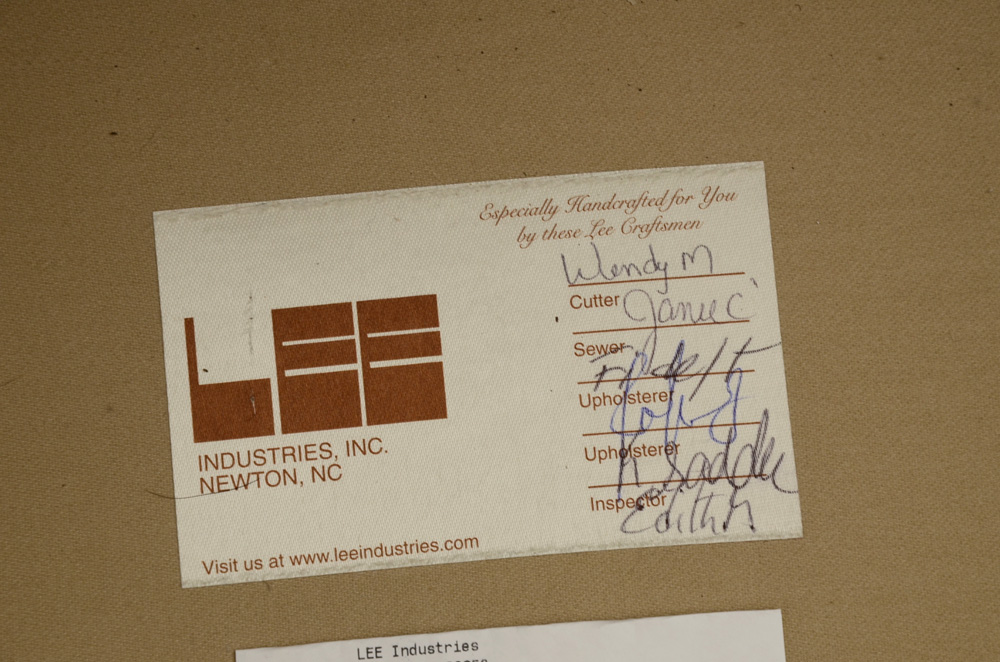 Especially Handcrafted for You
by these Lee Craftsmen
Wendy M
Cutter
Janie C
Sewer
Upholsterer
Upholsterer
Inspector
Edith M
LEE
INDUSTRIES, INC.
NEWTON, NC
Visit us at www.leeindustries.com
LEE Industries